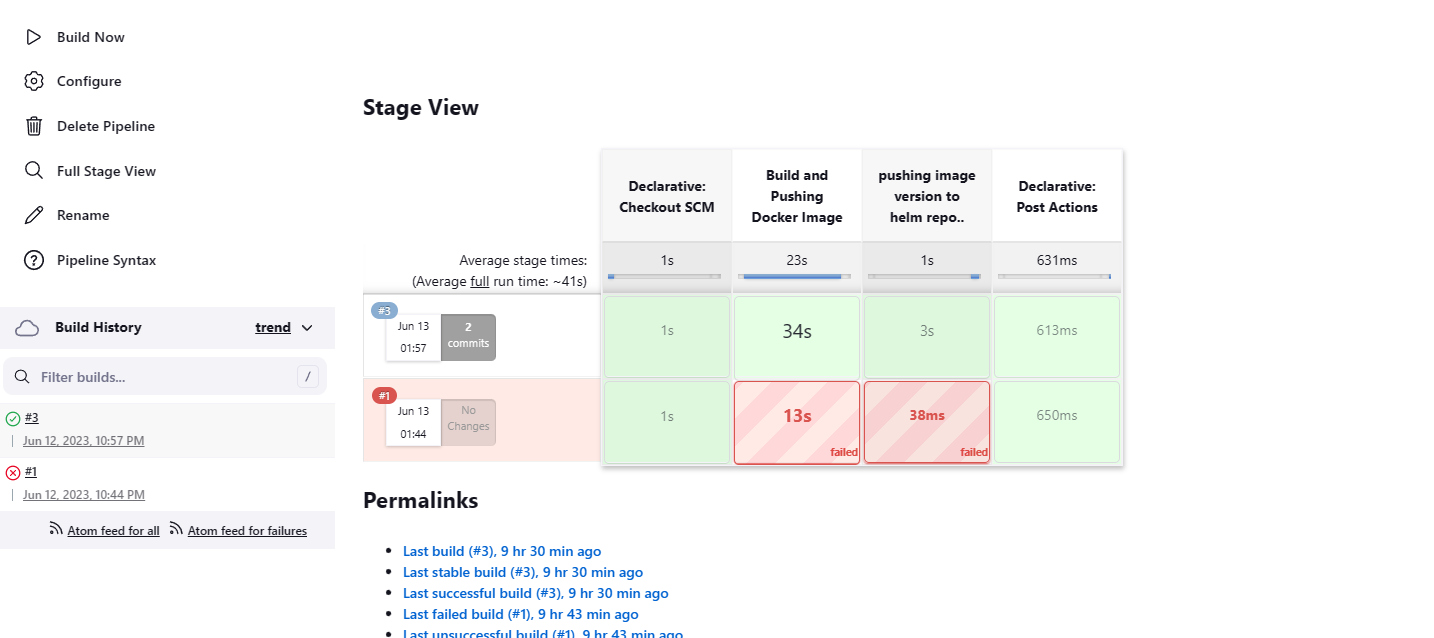 Build Now
Configure
Delete Pipeline
Full Stage View
Rename
Pipeline Syntax
Build History
trend
Filter builds...
/
#3
Jun 12, 2023, 10:57 PM
#1
Jun 12, 2023, 10:44 PM
Atom feed for all
Atom feed for failures
Stage View
Declarative:
Checkout SCM
Build and
Pushing
Docker Image
pushing image
version to
helm repo..
Declarative:
Post Actions
Average stage times:
(Average full run time: ~41s)
1s
23s
1s
631ms
#3
Jun 13
01:57
2
commits
1s
34s
3s
613ms
#1
Jun 13
01:44
No
Changes
1s
13s
failed
38ms
failed
650ms
Permalinks
Last build (#3), 9 hr 30 min ago
Last stable build (#3), 9 hr 30 min ago
Last successful build (#3), 9 hr 30 min ago
Last failed build (#1), 9 hr 43 min ago
Last unsuccessful build (#1), 9 hr 43 min ago